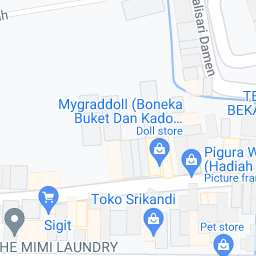 alisari Damen
Mygraddoll (Boneka
Buket Dan Kado...
Doll store
Pigura W
(Hadiah
Picture fran
Toko Srikandi
Sigit
Pet store
HE MIMI LAUNDRY
TE
BEKA